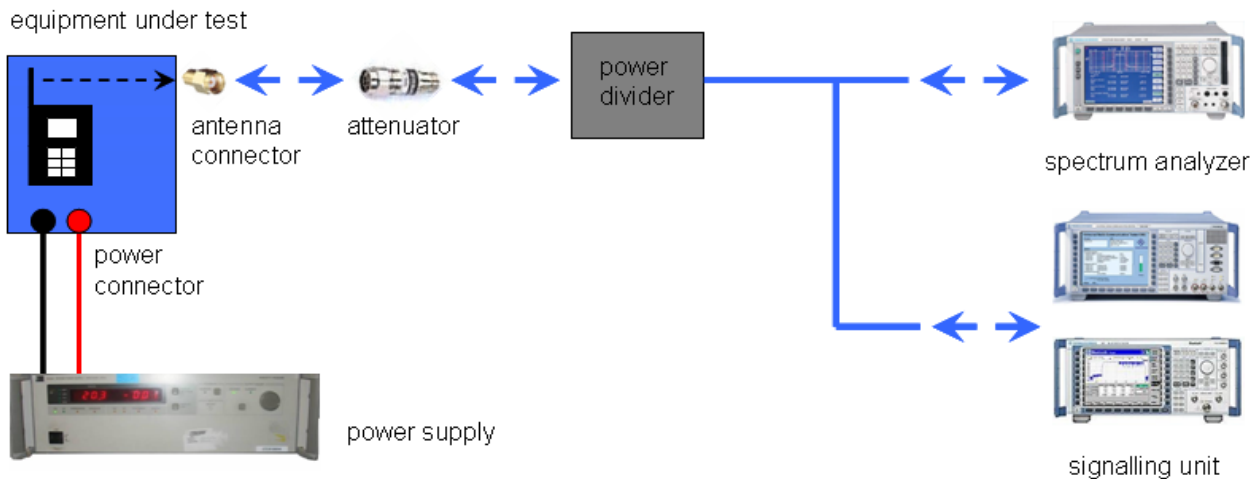 equipment under test
power
divider
antenna
connector
attenuator
spectrum analyzer
power
connector
power supply
signalling unit